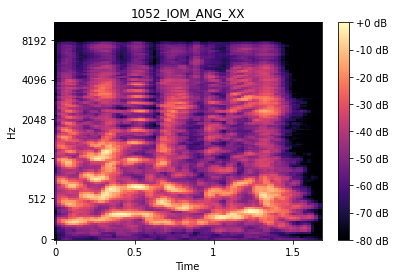 1052_IOM_ANG_XX
Hz
8192
4096
2048
1024
512
0
0
0.5
1
1.5
Time
+0 dB
-10 dB
-20 dB
-30 dB
-40 dB
-50 dB
-60 dB
-70 dB
-80 dB